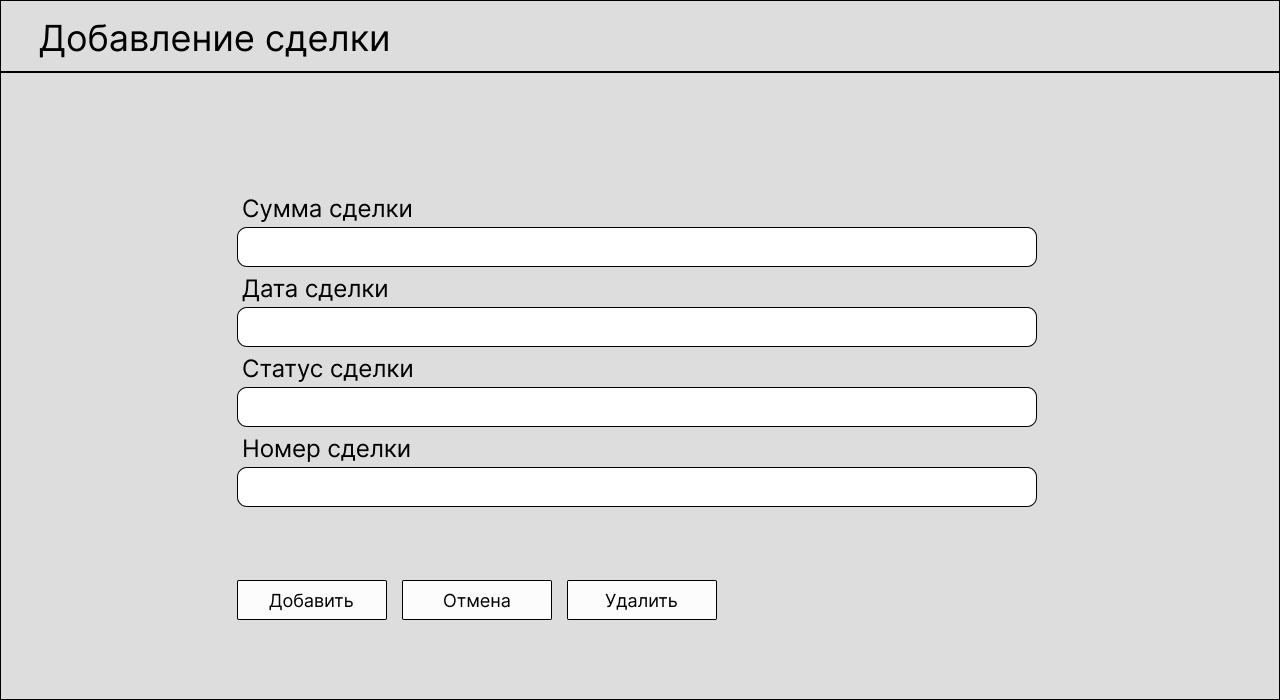 Добавление сделки
Сумма сделки
Дата сделки
Статус сделки
Номер сделки
Добавить
Отмена
Удалить